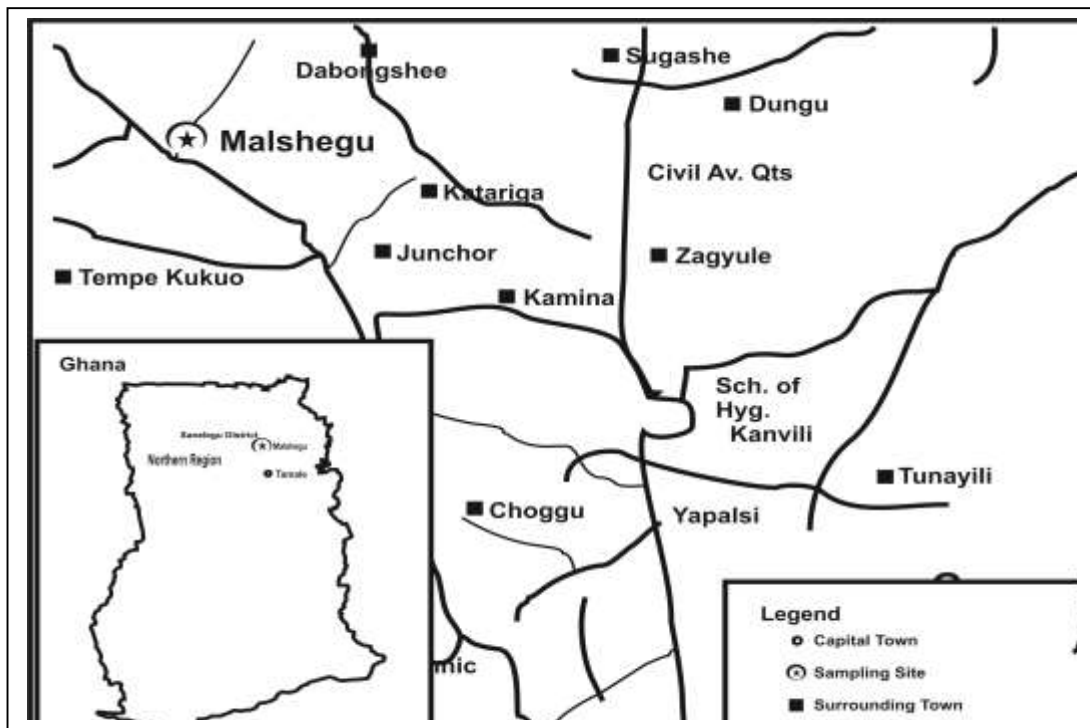 Sugashe
Dabongshee
Dungu
Malshegu
Civil Av. Qts
Katariga
Junchor
Zagyule
Tempe Kukuo
Kamina
Ghana
Sch. of
Hyg.
Kanvili
Malshegu
Northern Region
Tamale
Tunayili
Choggu
Yapalsi
Legend
Capital Town
Sampling Site
Surrounding Town